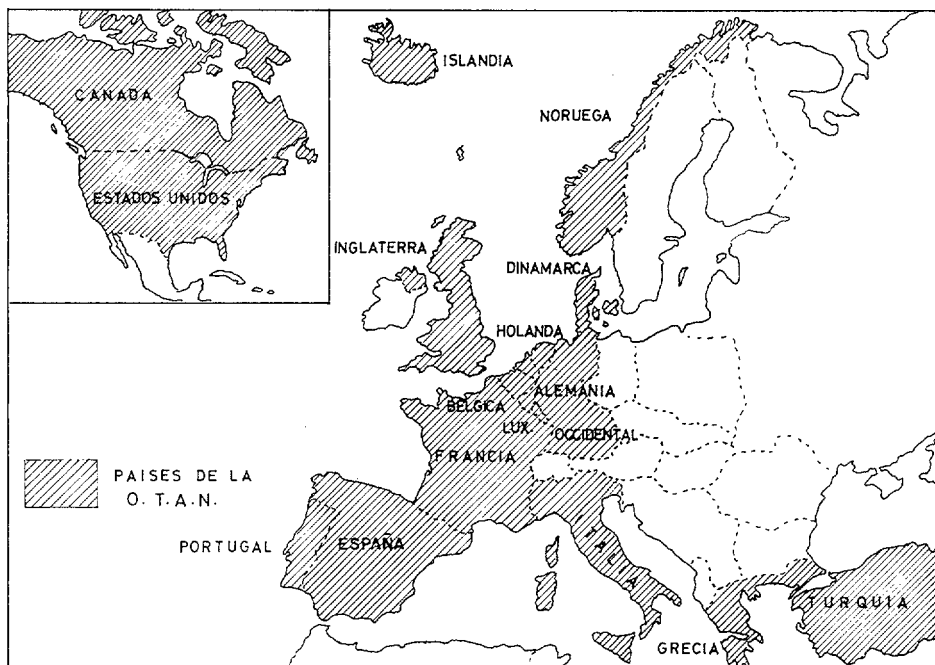 CANADA
ESTADOS UNIDOS
ISLANDIA
NORUEGA
INGLATERRA
DINAMARCA
HOLANDA
ALEMANIA
BELGICA
LUX.
OCCIDENTAL
FRANCIA
PAISES DE LA
O. T. A. N.
PORTUGAL
ESPAÑA
ITALIA
TURQUIA
GRECIA